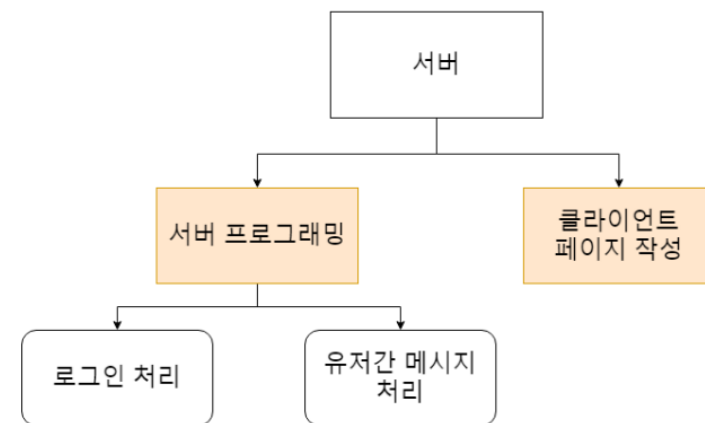 서버
서버 프로그래밍
클라이언트
페이지 작성
로그인 처리
유저간 메시지
처리